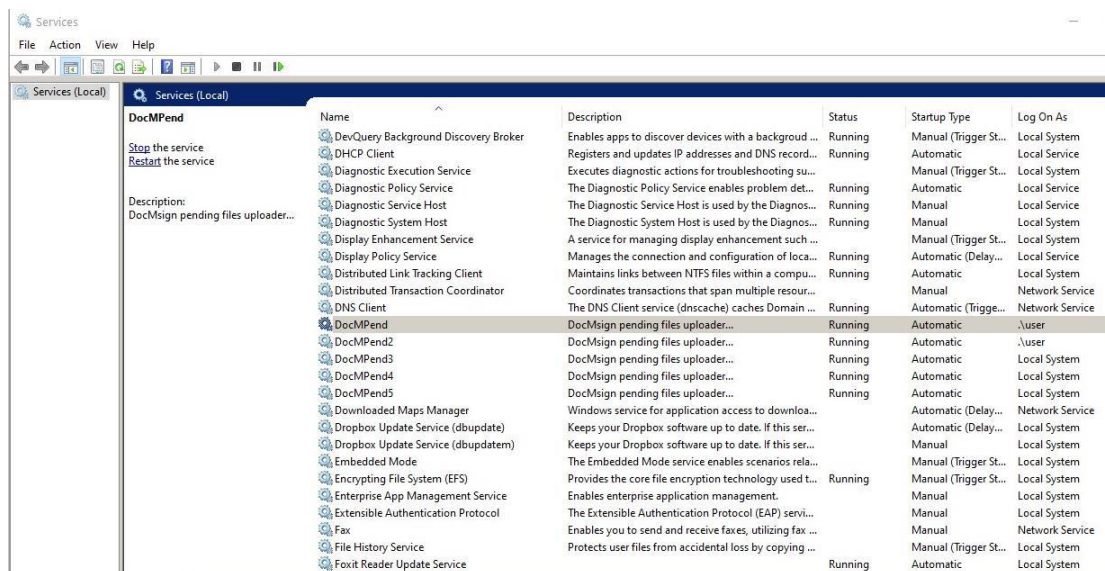 Services
File Action View Help
Services (Local)
Services (Local)
DocMPend
Stop the service
Restart the service
Description:
DocMsign pending files uploader...
Name Description Status Startup Type Log On As
DevQuery Background Discovery Broker Enables apps to discover devices with a backgroud ... Running Manual (Trigger St... Local System
DHCP Client Registers and updates IP addresses and DNS record... Running Automatic Local Service
Diagnostic Execution Service Executes diagnostic actions for troubleshooting su... Manual (Trigger St... Local System
Diagnostic Policy Service The Diagnostic Policy Service enables problem det... Running Automatic Local Service
Diagnostic Service Host The Diagnostic Service Host is used by the Diagnos... Running Manual Local Service
Diagnostic System Host The Diagnostic System Host is used by the Diagnos... Running Manual Local System
Display Enhancement Service A service for managing display enhancement such ... Manual (Trigger St... Local System
Display Policy Service Manages the connection and configuration of loca... Running Automatic (Delay... Local Service
Distributed Link Tracking Client Maintains links between NTFS files within a compu... Running Automatic Local System
Distributed Transaction Coordinator Coordinates transactions that span multiple resour... Manual Network Service
DNS Client The DNS Client service (dnscache) caches Domain ... Running Automatic (Trigge... Network Service
DocMPend DocMsign pending files uploader... Running Automatic .\user
DocMPend2 DocMsign pending files uploader... Running Automatic .\user
DocMPend3 DocMsign pending files uploader... Running Automatic Local System
DocMPend4 DocMsign pending files uploader... Running Automatic Local System
DocMPend5 DocMsign pending files uploader... Running Automatic Local System
Downloaded Maps Manager Windows service for application access to downloa... Automatic (Delay... Network Service
Dropbox Update Service (dbupdate) Keeps your Dropbox software up to date. If this ser... Automatic (Delay... Local System
Dropbox Update Service (dbupdatem) Keeps your Dropbox software up to date. If this ser... Manual Local System
Embedded Mode The Embedded Mode service enables scenarios rela... Manual (Trigger St... Local System
Encrypting File System (EFS) Provides the core file encryption technology used t... Running Manual (Trigger St... Local System
Enterprise App Management Service Enables enterprise application management. Manual Local System
Extensible Authentication Protocol The Extensible Authentication Protocol (EAP) servi... Manual Local System
Fax Enables you to send and receive faxes, utilizing fax ... Manual Network Service
File History Service Protects user files from accidental loss by copying ... Manual (Trigger St... Local System
Foxit Reader Update Service Running Automatic Local System